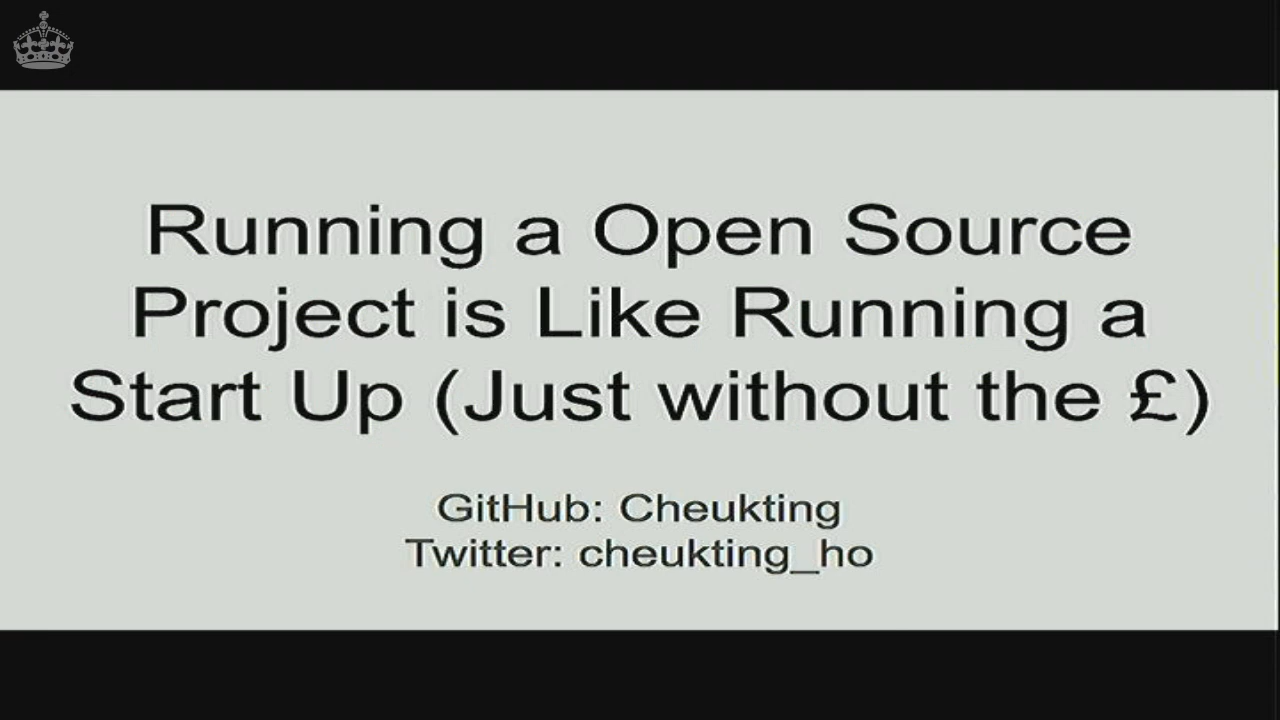 Running a Open Source
Project is Like Running a
Start Up (Just without the £)
GitHub: Cheukting
Twitter: cheukting_ho